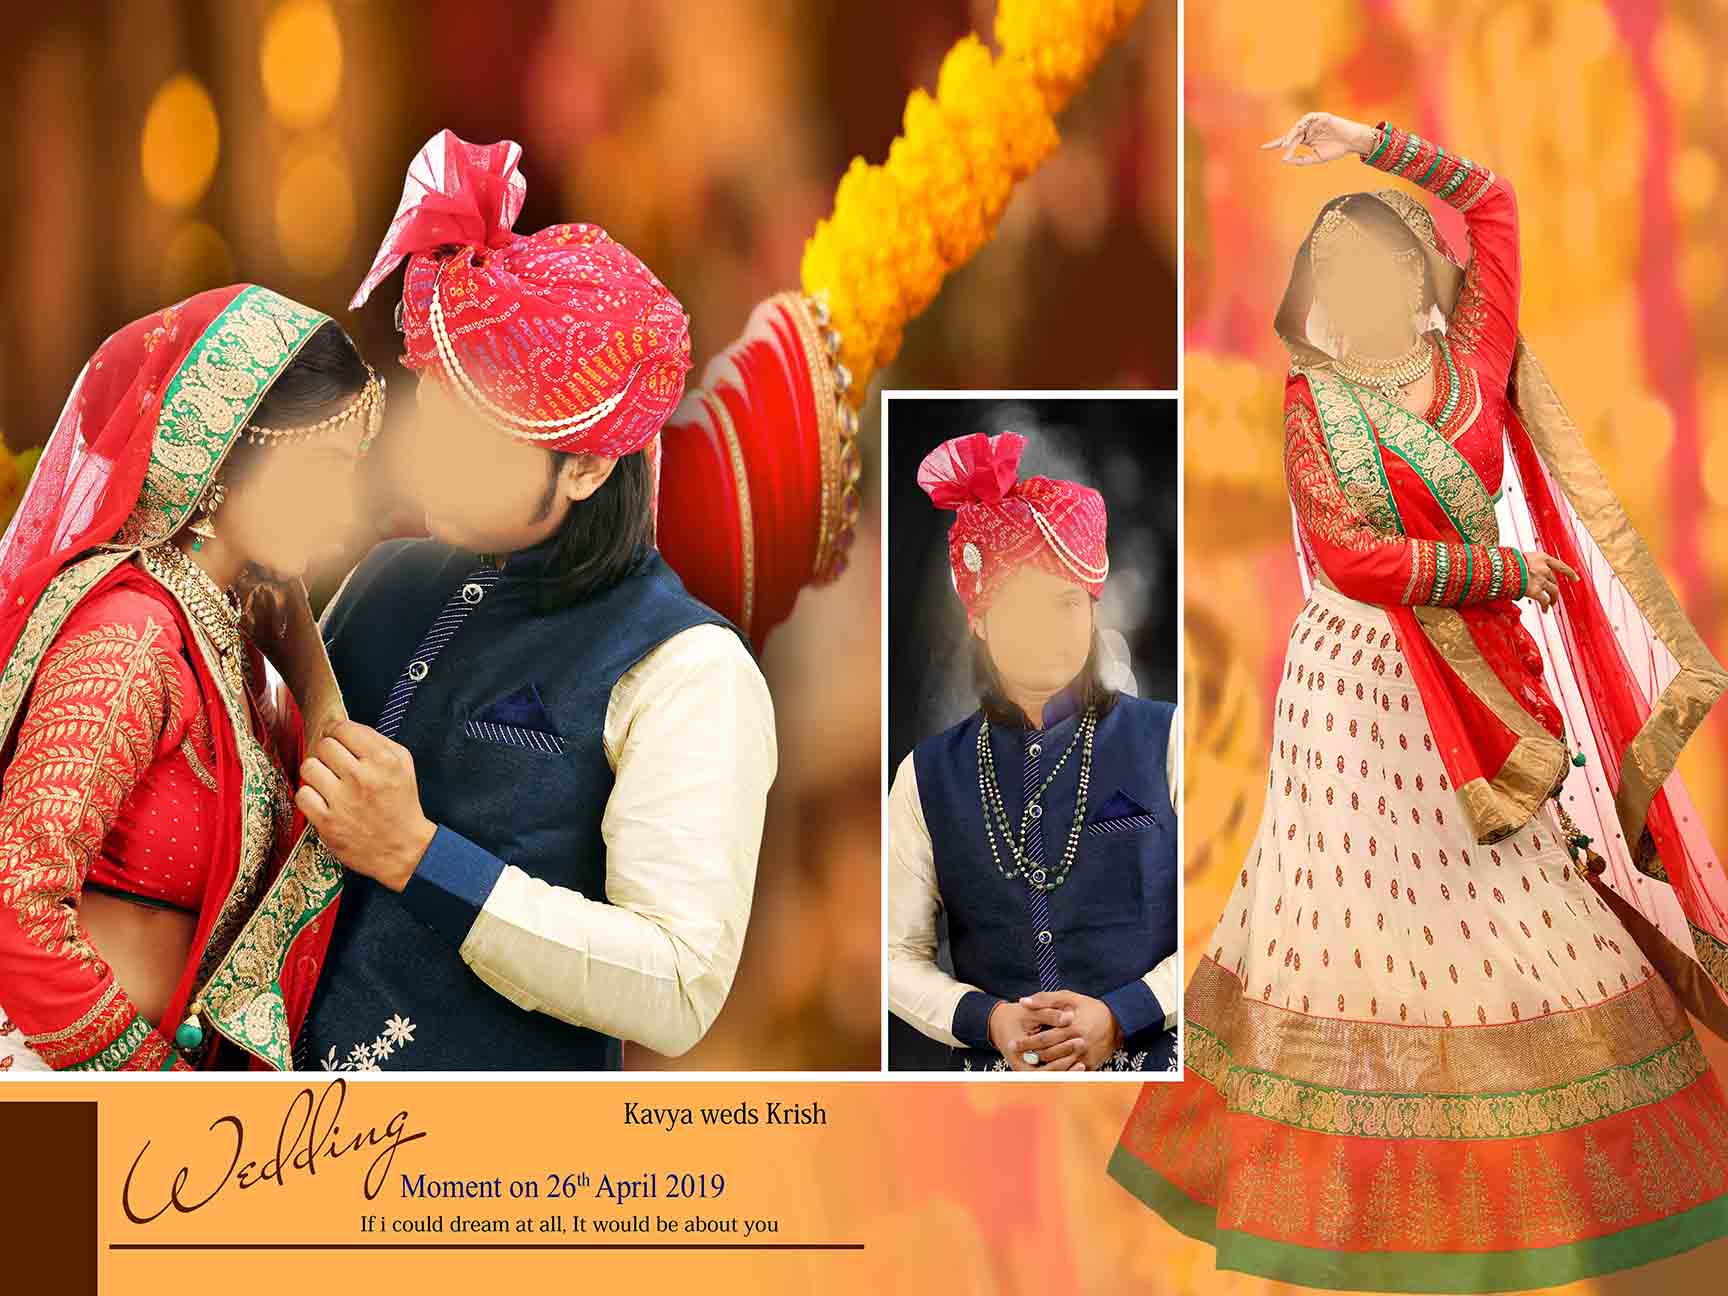 Kavya weds Krish
Wedding
Moment on 26th April 2019
If i could dream at all, It would be about you